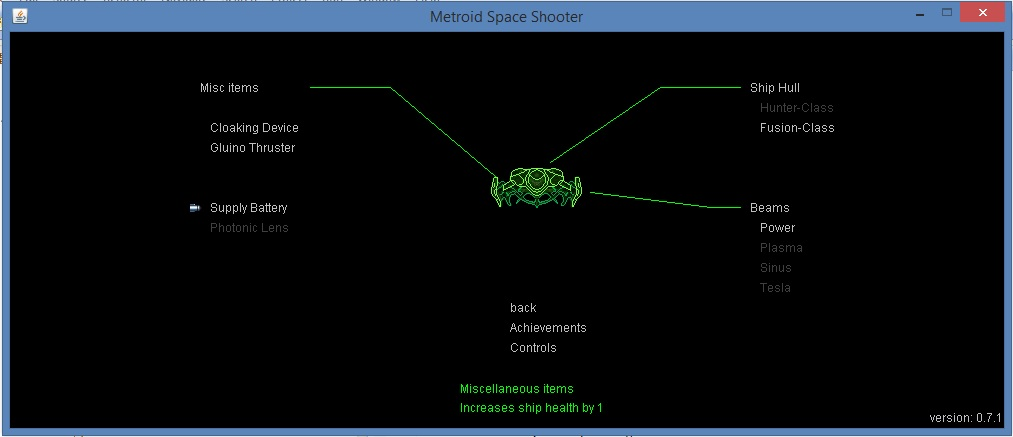 Metroid Space Shooter
Misc items
Cloaking Device
Gluino Thruster
Supply Battery
Photonic Lens
Ship Hull
Hunter-Class
Fusion-Class
Beams
Power
Plasma
Sinus
Tesla
back
Achievements
Controls
Miscellaneous items
Increases ship health by 1
version: 0.7.1